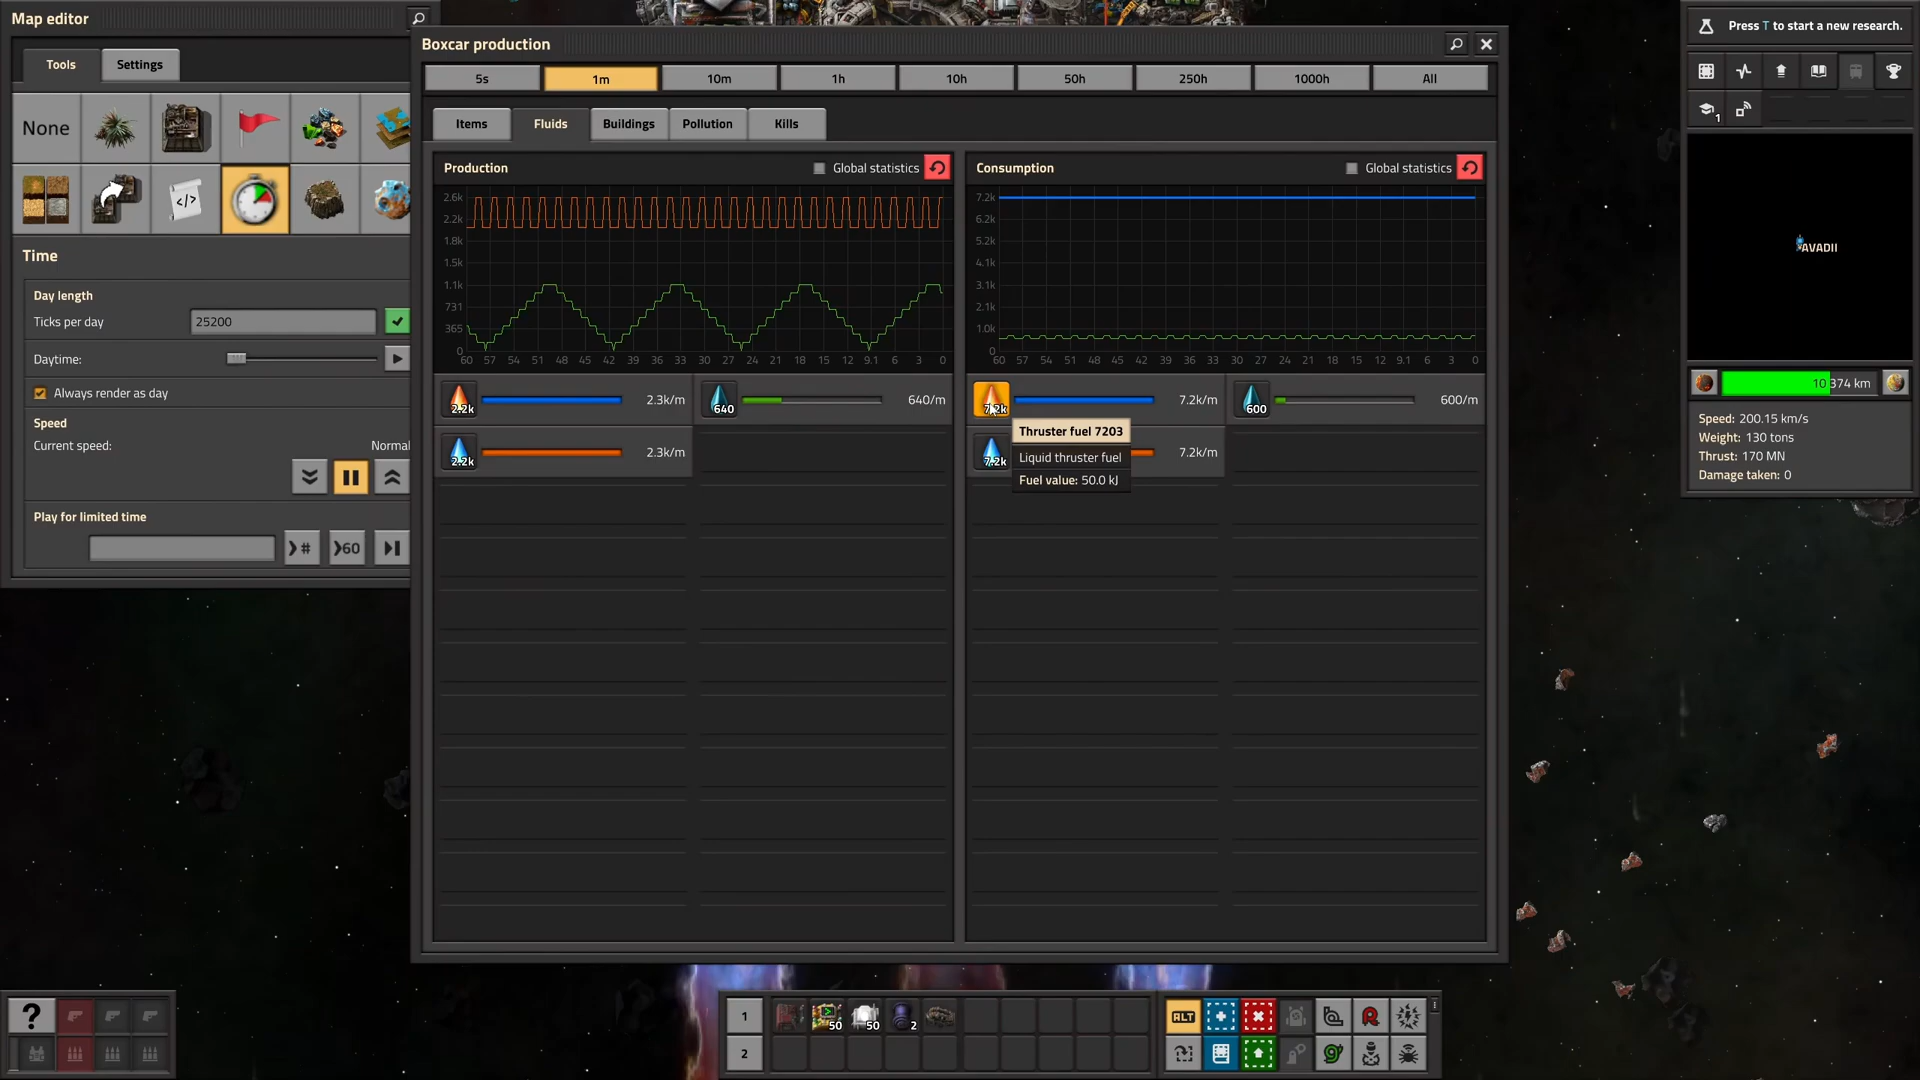 Map editor
Tools
Settings
None
Time
Day length
Ticks per day
25200
Daytime:
Always render as day
Speed
Current speed:
Normal
Play for limited time
#
60
Boxcar production
5s
1m
10m
1h
10h
50h
250h
1000h
All
Items
Fluids
Buildings
Pollution
Kills
Production
Global statistics
2.6k
2.2k
1.8k
1.5k
1.1k
731
365
0
60 57 54 51 48 45 42 39 36 33 30 27 24 21 18 15 12 9.1 6 3 0
2.2k
2.3k/m
640
640/m
2.2k
2.3k/m
Consumption
Global statistics
7.2k
6.2k
5.2k
4.1k
3.1k
2.1k
1.0k
0
60 57 54 51 48 45 42 39 36 33 30 27 24 21 18 15 12 9.1 6 3 0
7.2k
7.2k/m
600
600/m
7.2k
7.2k/m
Thruster fuel 7203
Liquid thruster fuel
Fuel value: 50.0 kJ
Press T to start a new research.
1
AVADII
10 374 km
Speed: 200.15 km/s
Weight: 130 tons
Thrust: 170 MN
Damage taken: 0
?
1
50
50
2
2
ALT